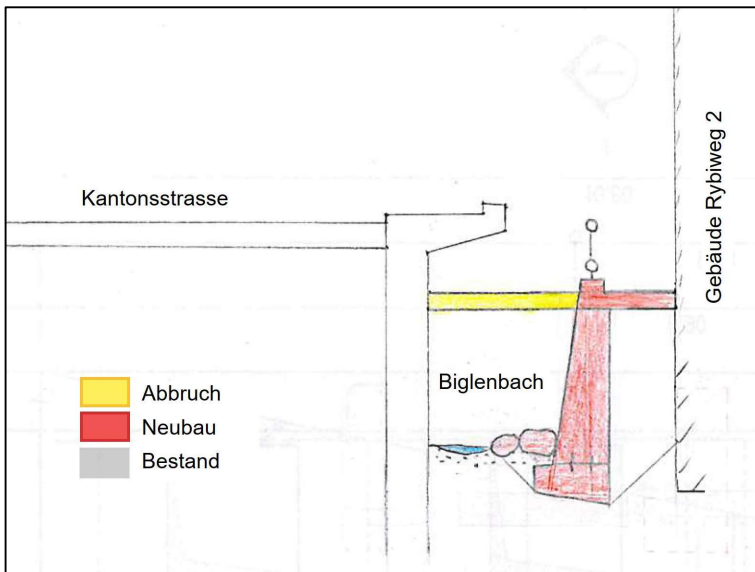 Kantonsstrasse
Gebäude Rybiweg 2
Biglenbach
Abbruch
Neubau
Bestand